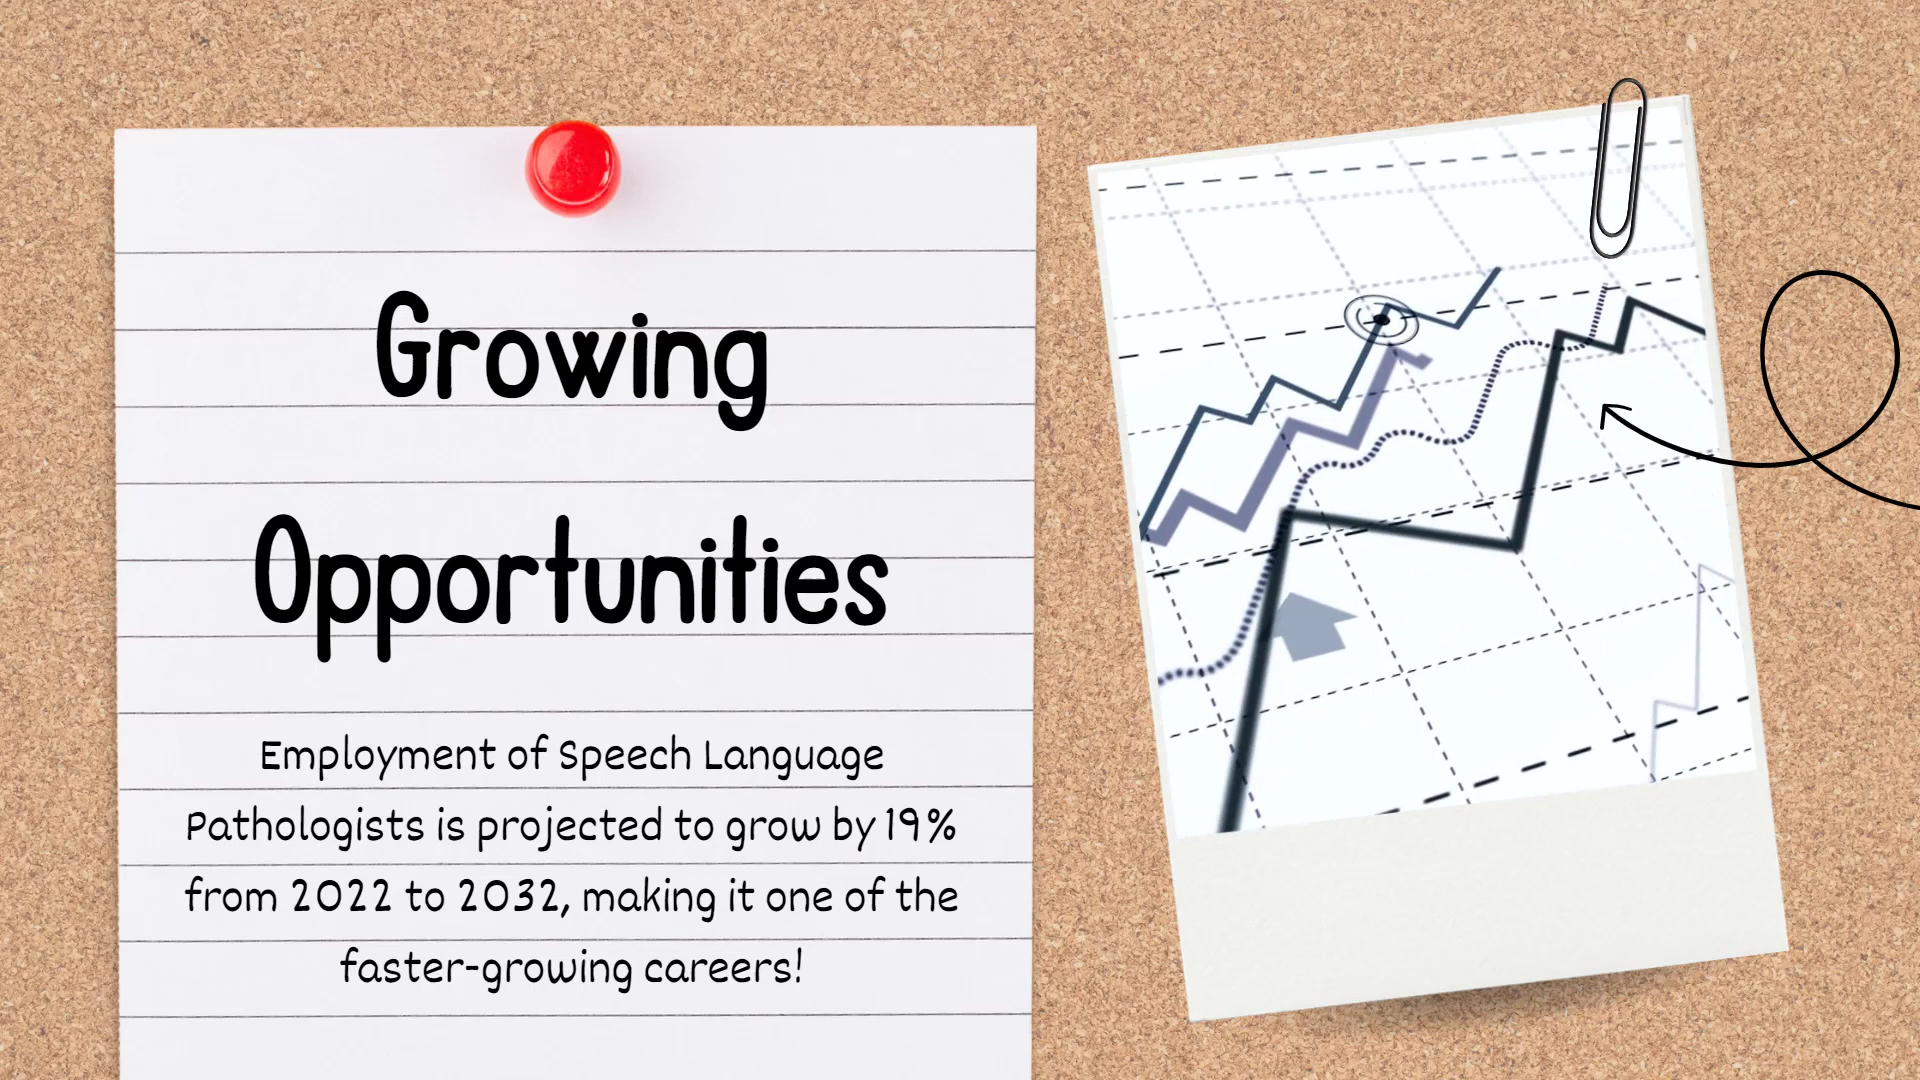 Growing
Opportunities
Employment of Speech Language
Pathologists is projected to grow by 19%
from 2022 to 2032, making it one of the
faster-growing careers!